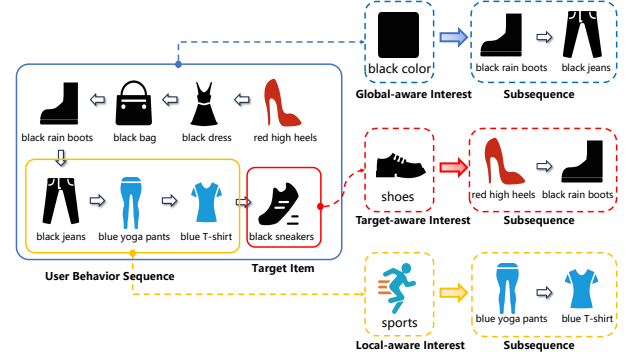 black color
black rain boots
black jeans
Global-aware Interest
Subsequence
black rain boots
black bag
black dress
red high heels
black jeans
blue yoga pants
blue T-shirt
black sneakers
User Behavior Sequence
Target Item
shoes
red high heels
black rain boots
Target-aware Interest
Subsequence
sports
blue yoga pants
blue T-shirt
Local-aware Interest
Subsequence